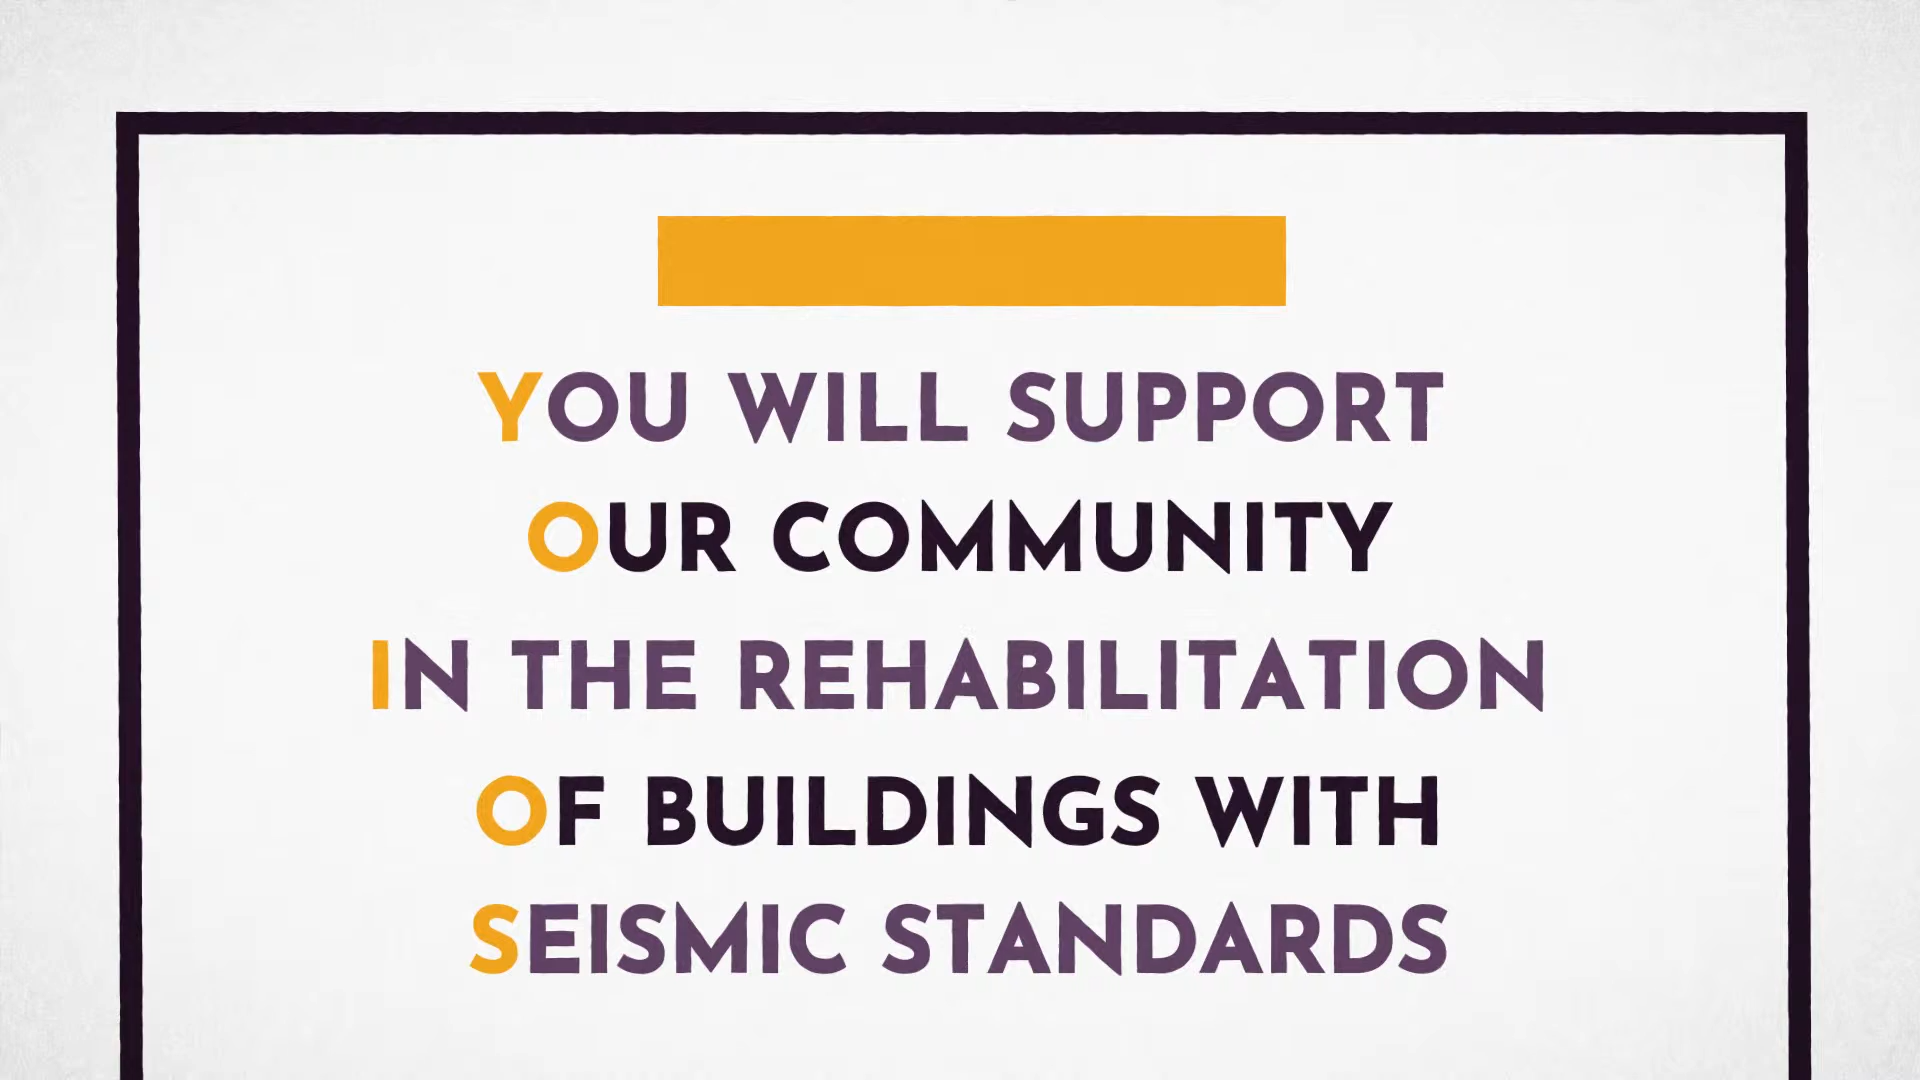 YOU WILL SUPPORT
OUR COMMUNITY
IN THE REHABILITATION
OF BUILDINGS WITH
SEISMIC STANDARDS